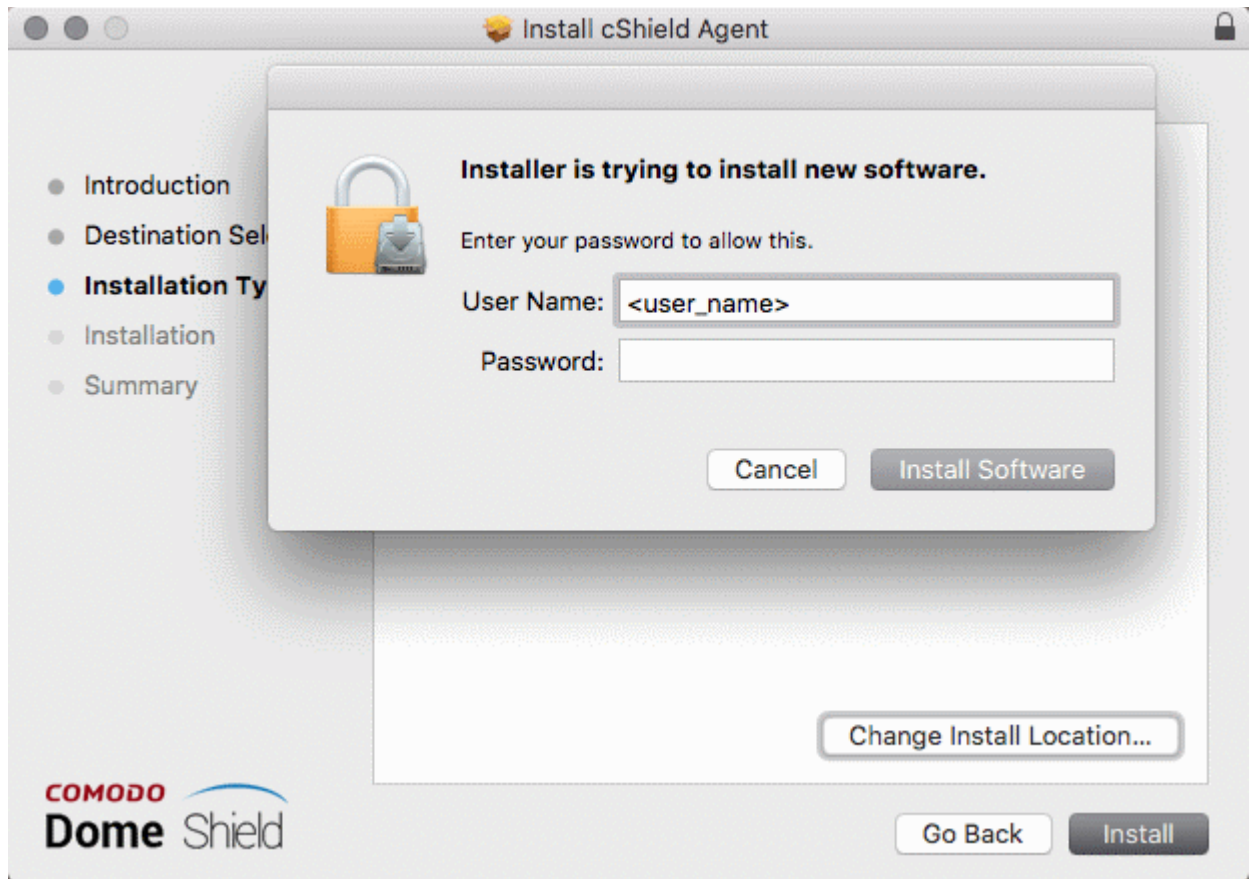 Install cShield Agent
Installer is trying to install new software.
Enter your password to allow this.
User Name: <user_name>
Password:
Cancel
Install Software
Introduction
Destination Sel
Installation Ty
Installation
Summary
Change Install Location...
COMODO
Dome Shield
Go Back
Install